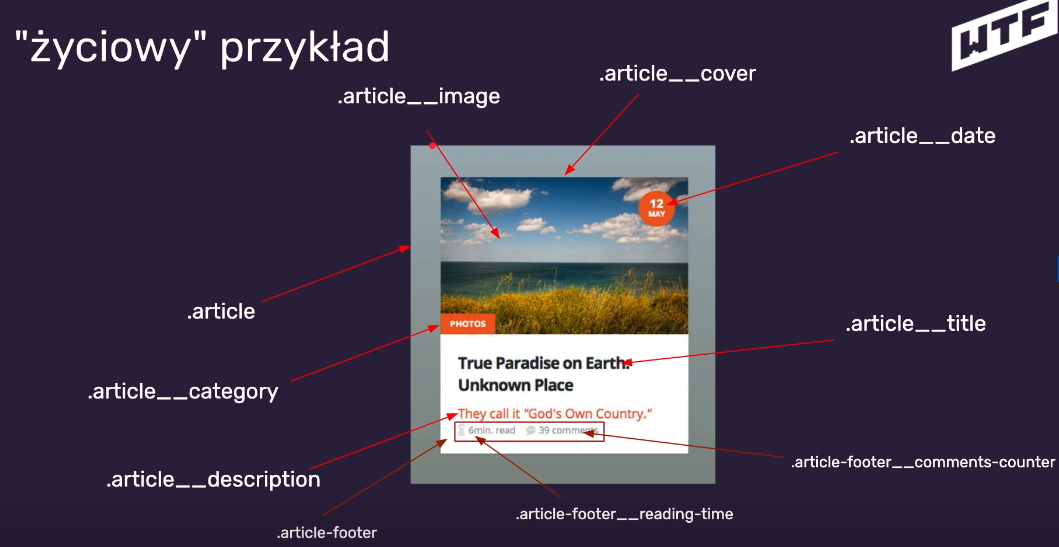 "życiowy" przykład
WTF
.article__cover
.article__image
.article__date
12
MAY
.article
.article__title
PHOTOS
True Paradise on Earth:
Unknown Place
.article__category
They call it "God's Own Country."
6min. read 39 comments
.article-footer__comments-counter
.article__description
.article-footer__reading-time
.article-footer